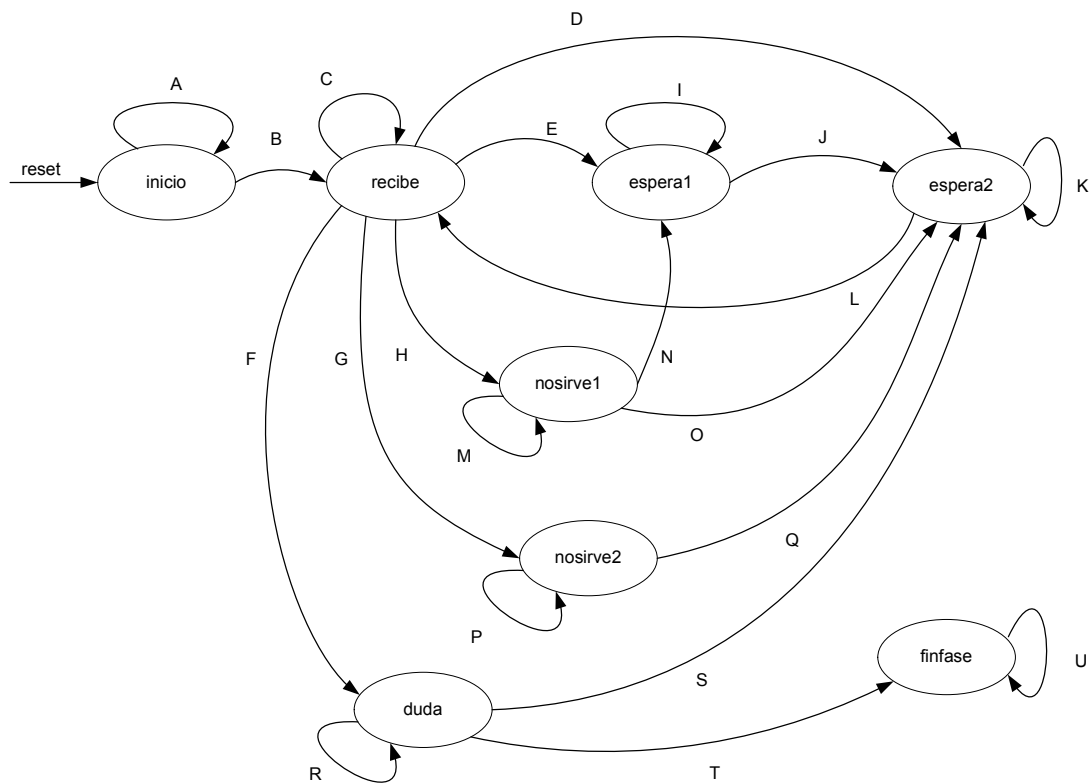 D
A
C
I
B
E
J
reset
inicio
recibe
espera1
espera2
K
L
F
G
H
N
nosirve1
O
M
Q
nosirve2
P
finfase
U
S
duda
R
T